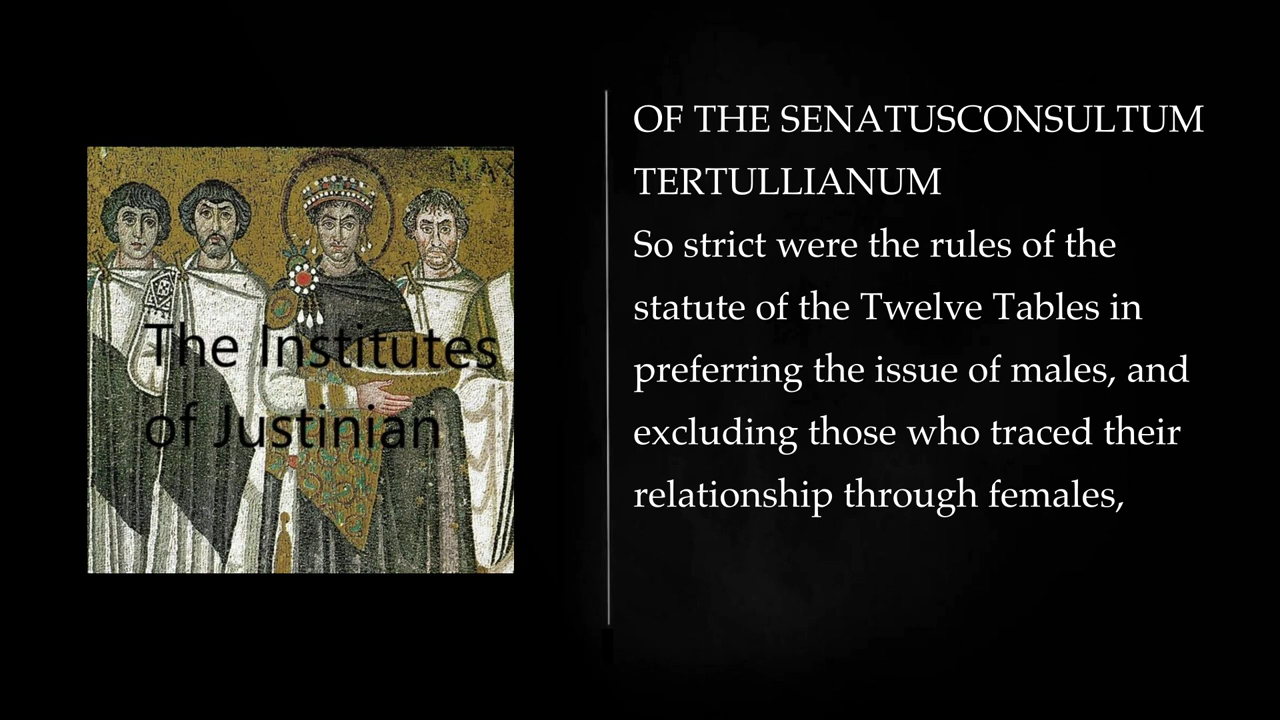 MAX
The Institutes
of Justinian
OF THE SENATUSCONSULTUM
TERTULLIANUM
So strict were the rules of the
statute of the Twelve Tables in
preferring the issue of males, and
excluding those who traced their
relationship through females,